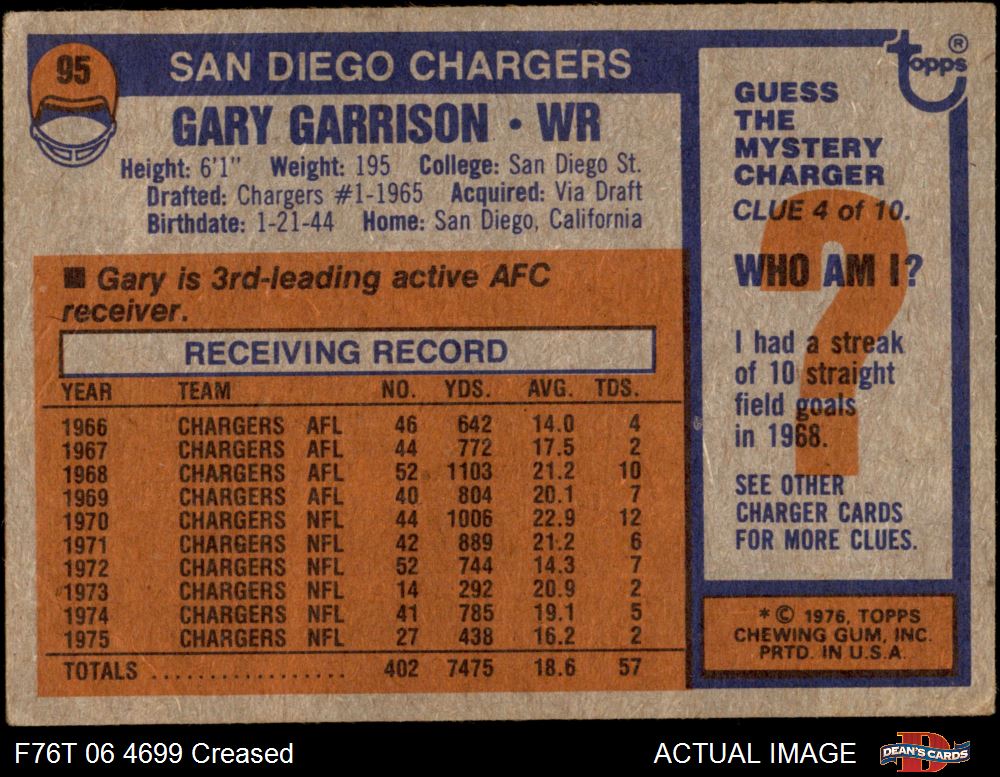 95
SAN DIEGO CHARGERS
GARY GARRISON • WR
Height: 6'1" Weight: 195 College: San Diego St.
Drafted: Chargers #1-1965 Acquired: Via Draft
Birthdate: 1-21-44 Home: San Diego, California
■ Gary is 3rd-leading active AFC
receiver.
RECEIVING RECORD
YEAR TEAM NO. YDS. AVG. TDS.
1966 CHARGERS AFL 46 642 14.0 4
1967 CHARGERS AFL 44 772 17.5 2
1968 CHARGERS AFL 52 1103 21.2 10
1969 CHARGERS AFL 40 804 20.1 7
1970 CHARGERS NFL 44 1006 22.9 12
1971 CHARGERS NFL 42 889 21.2 6
1972 CHARGERS NFL 52 744 14.3 7
1973 CHARGERS NFL 14 292 20.9 2
1974 CHARGERS NFL 41 785 19.1 5
1975 CHARGERS NFL 27 438 16.2 2
TOTALS ................. 402 7475 18.6 57
topps ®
GUESS
THE
MYSTERY
CHARGER
CLUE 4 of 10.
?
WHO AM I?
I had a streak
of 10 straight
field goals
in 1968.
SEE OTHER
CHARGER CARDS
FOR MORE CLUES.
* © 1976, TOPPS
CHEWING GUM, INC.
PRTD. IN U.S.A.
F76T 06 4699 Creased
ACTUAL IMAGE
D
DEAN'S CARDS